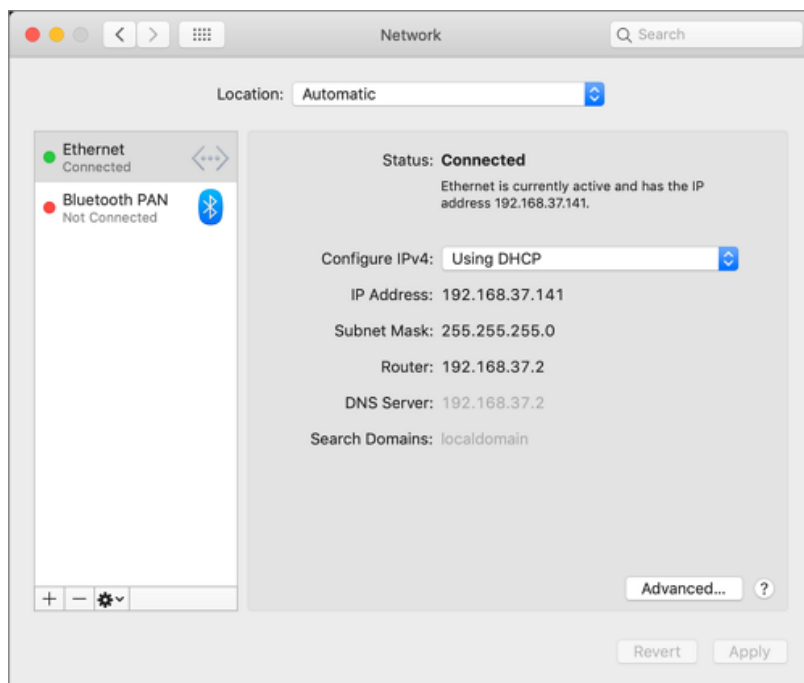 Network
Search
Location: Automatic
Ethernet
Connected
Bluetooth PAN
Not Connected
Status: Connected
Ethernet is currently active and has the IP
address 192.168.37.141.
Configure IPv4: Using DHCP
IP Address: 192.168.37.141
Subnet Mask: 255.255.255.0
Router: 192.168.37.2
DNS Server: 192.168.37.2
Search Domains: localdomain
Advanced... ?
Revert Apply